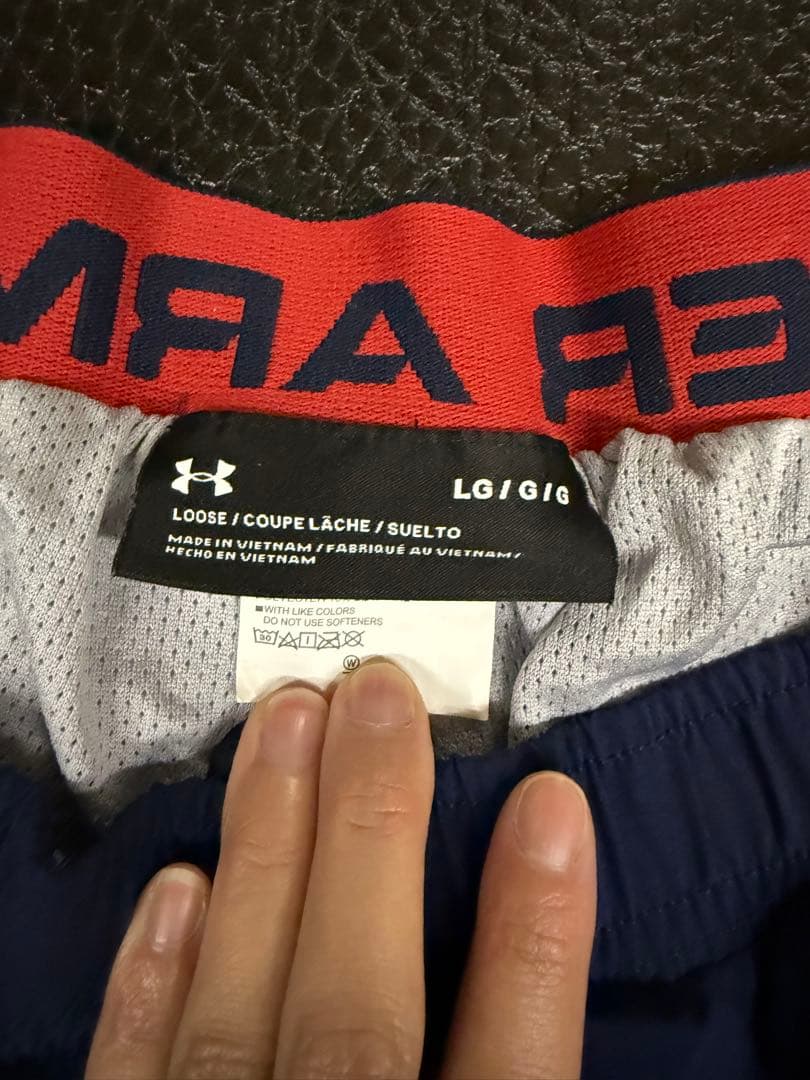 ER ARM
LG / G / G
LOOSE / COUPE LÂCHE / SUELTO
MADE IN VIETNAM / FABRIQUÉ AU VIETNAM /
HECHO EN VIETNAM
WITH LIKE COLORS
DO NOT USE SOFTENERS
30
W